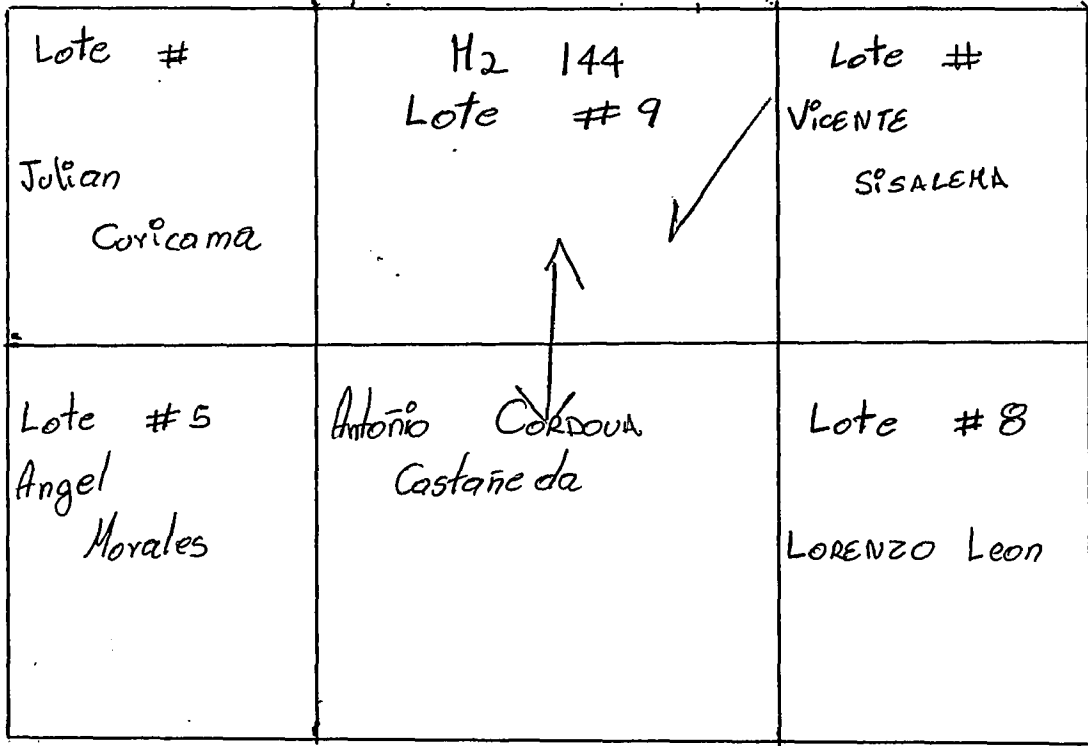 Lote #
Julian
Curicama
H2 144
Lote # 9
Lote #
VICENTE
SISALEMA
Lote # 5
Angel
Morales
Antonio CORDOVA
Castañeda
Lote # 8
LORENZO Leon